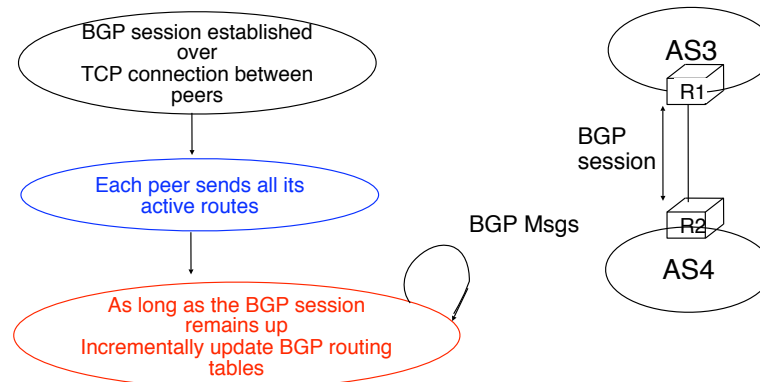 BGP session established
over
TCP connection between
peers
Each peer sends all its
active routes
As long as the BGP session
remains up
Incrementally update BGP routing
tables
BGP Msgs
AS3
R1
BGP
session
R2
AS4